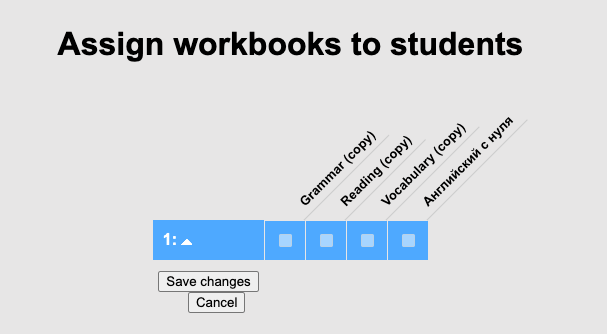 Assign workbooks to students
Grammar (copy)
Reading (copy)
Vocabulary (copy)
Английский с нуля
1:
Save changes
Cancel